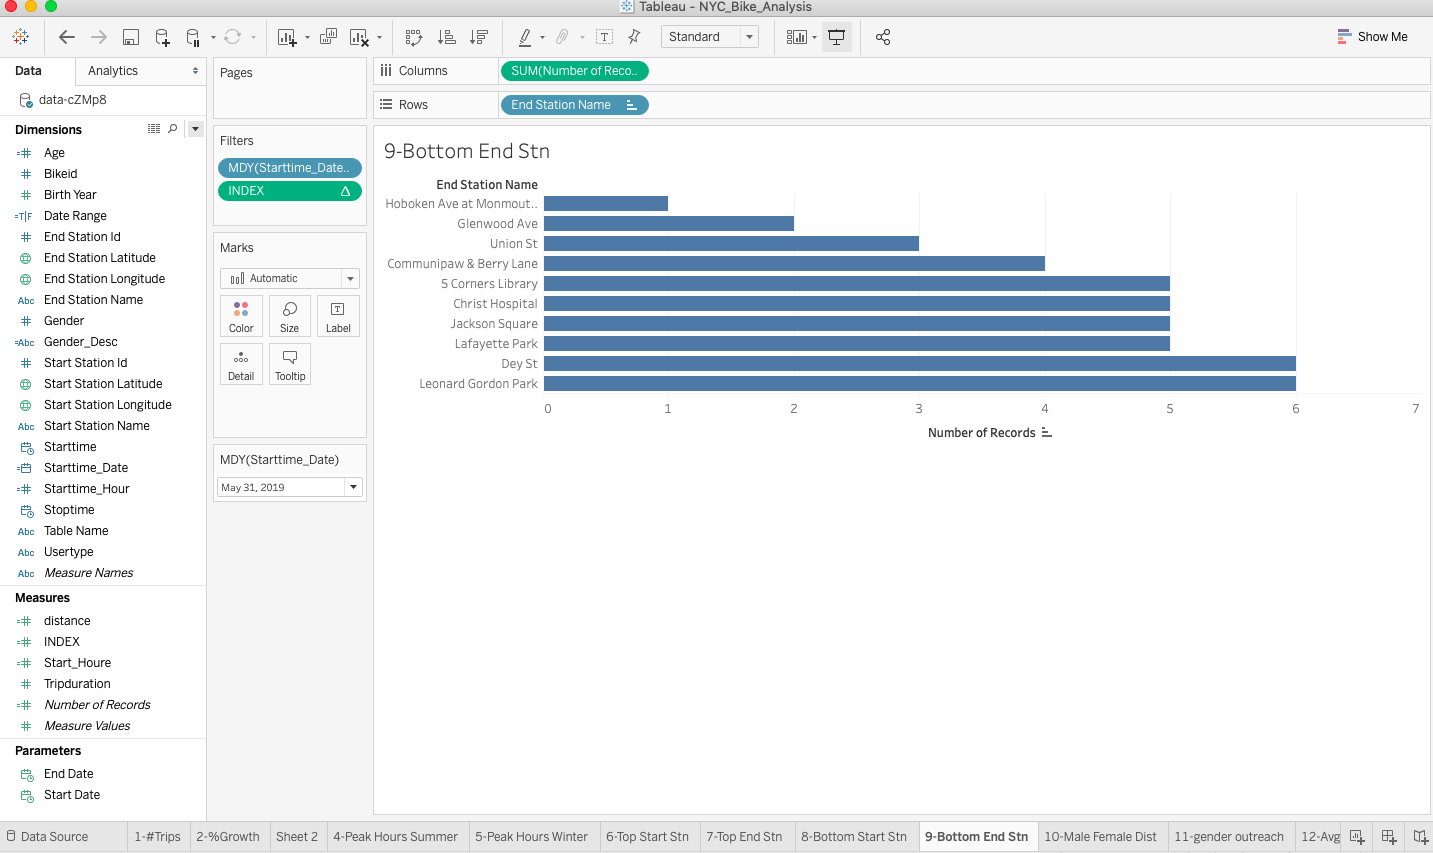 Tableau - NYC_Bike_Analysis
Standard
Show Me
Data
Analytics
data-cZMp8
Dimensions
Age
Bikeid
Birth Year
Date Range
End Station Id
End Station Latitude
End Station Longitude
Abc End Station Name
Gender
=Abc Gender_Desc
Start Station Id
Start Station Latitude
Start Station Longitude
Abc Start Station Name
Starttime
Starttime_Date
Starttime_Hour
Stoptime
Abc Table Name
Abc Usertype
Abc Measure Names
Measures
distance
INDEX
Start_Houre
Tripduration
Number of Records
Measure Values
Parameters
End Date
Start Date
Pages
Filters
MDY(Starttime_Date..
INDEX
Marks
Automatic
Color
Size
Label
Detail
Tooltip
MDY(Starttime_Date)
May 31, 2019
Columns
SUM(Number of Reco..
Rows
End Station Name
9-Bottom End Stn
End Station Name
Hoboken Ave at Monmout..
Glenwood Ave
Union St
Communipaw & Berry Lane
5 Corners Library
Christ Hospital
Jackson Square
Lafayette Park
Dey St
Leonard Gordon Park
0 1 2 3 4 5 6 7
Number of Records
Data Source
1-#Trips
2-%Growth
Sheet 2
4-Peak Hours Summer
5-Peak Hours Winter
6-Top Start Stn
7-Top End Stn
8-Bottom Start Stn
9-Bottom End Stn
10-Male Female Dist
11-gender outreach
12-Avg